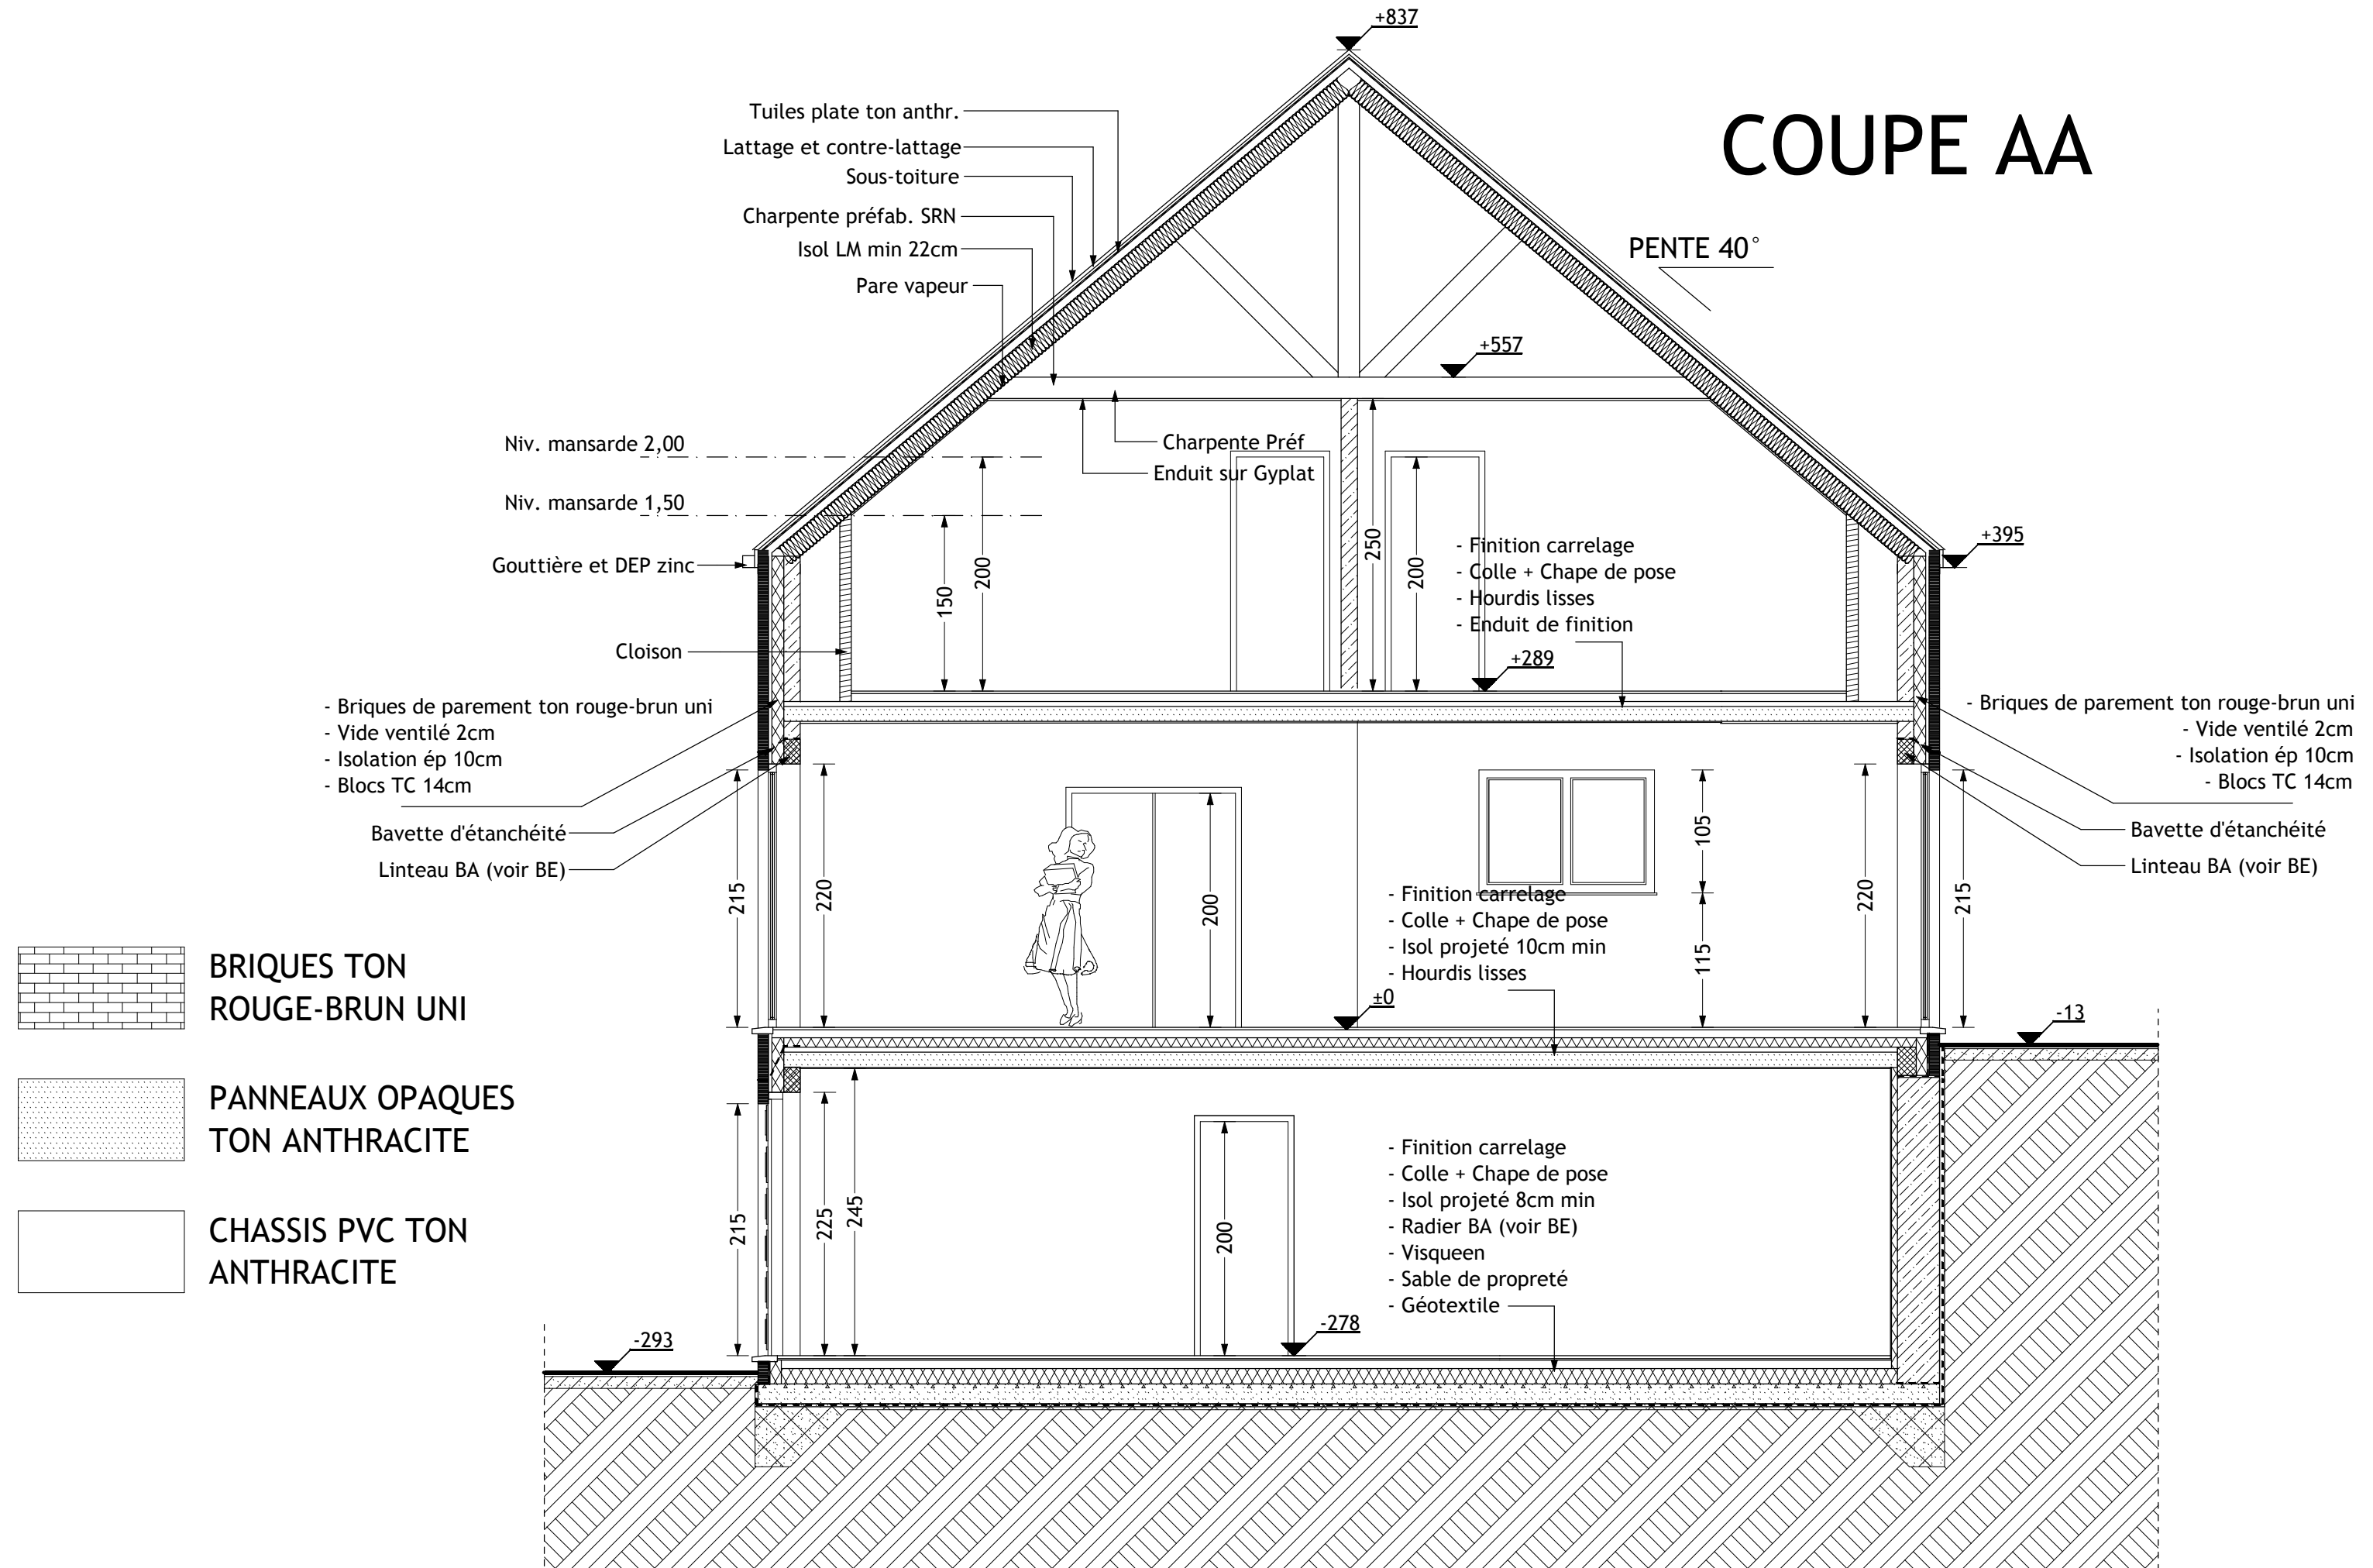 +837
COUPE AA
Tuiles plate ton anthr.
Lattage et contre-lattage
Sous-toiture
Charpente préfab. SRN
Isol LM min 22cm
Pare vapeur
PENTE 40°
+557
Niv. mansarde 2,00
Charpente Préf
Enduit sur Gyplat
Niv. mansarde 1,50
Gouttière et DEP zinc
150
200
250
200
- Finition carrelage
- Colle + Chape de pose
- Hourdis lisses
- Enduit de finition
+395
Cloison
+289
- Briques de parement ton rouge-brun uni
- Vide ventilé 2cm
- Isolation ép 10cm
- Blocs TC 14cm
Bavette d'étanchéité
Linteau BA (voir BE)
- Briques de parement ton rouge-brun uni
- Vide ventilé 2cm
- Isolation ép 10cm
- Blocs TC 14cm
Bavette d'étanchéité
Linteau BA (voir BE)
215
220
200
105
115
220
215
- Finition carrelage
- Colle + Chape de pose
- Isol projeté 10cm min
- Hourdis lisses
±0
-13
BRIQUES TON
ROUGE-BRUN UNI
PANNEAUX OPAQUES
TON ANTHRACITE
CHASSIS PVC TON
ANTHRACITE
215
225
245
200
- Finition carrelage
- Colle + Chape de pose
- Isol projeté 8cm min
- Radier BA (voir BE)
- Visqueen
- Sable de propreté
- Géotextile
-293
-278